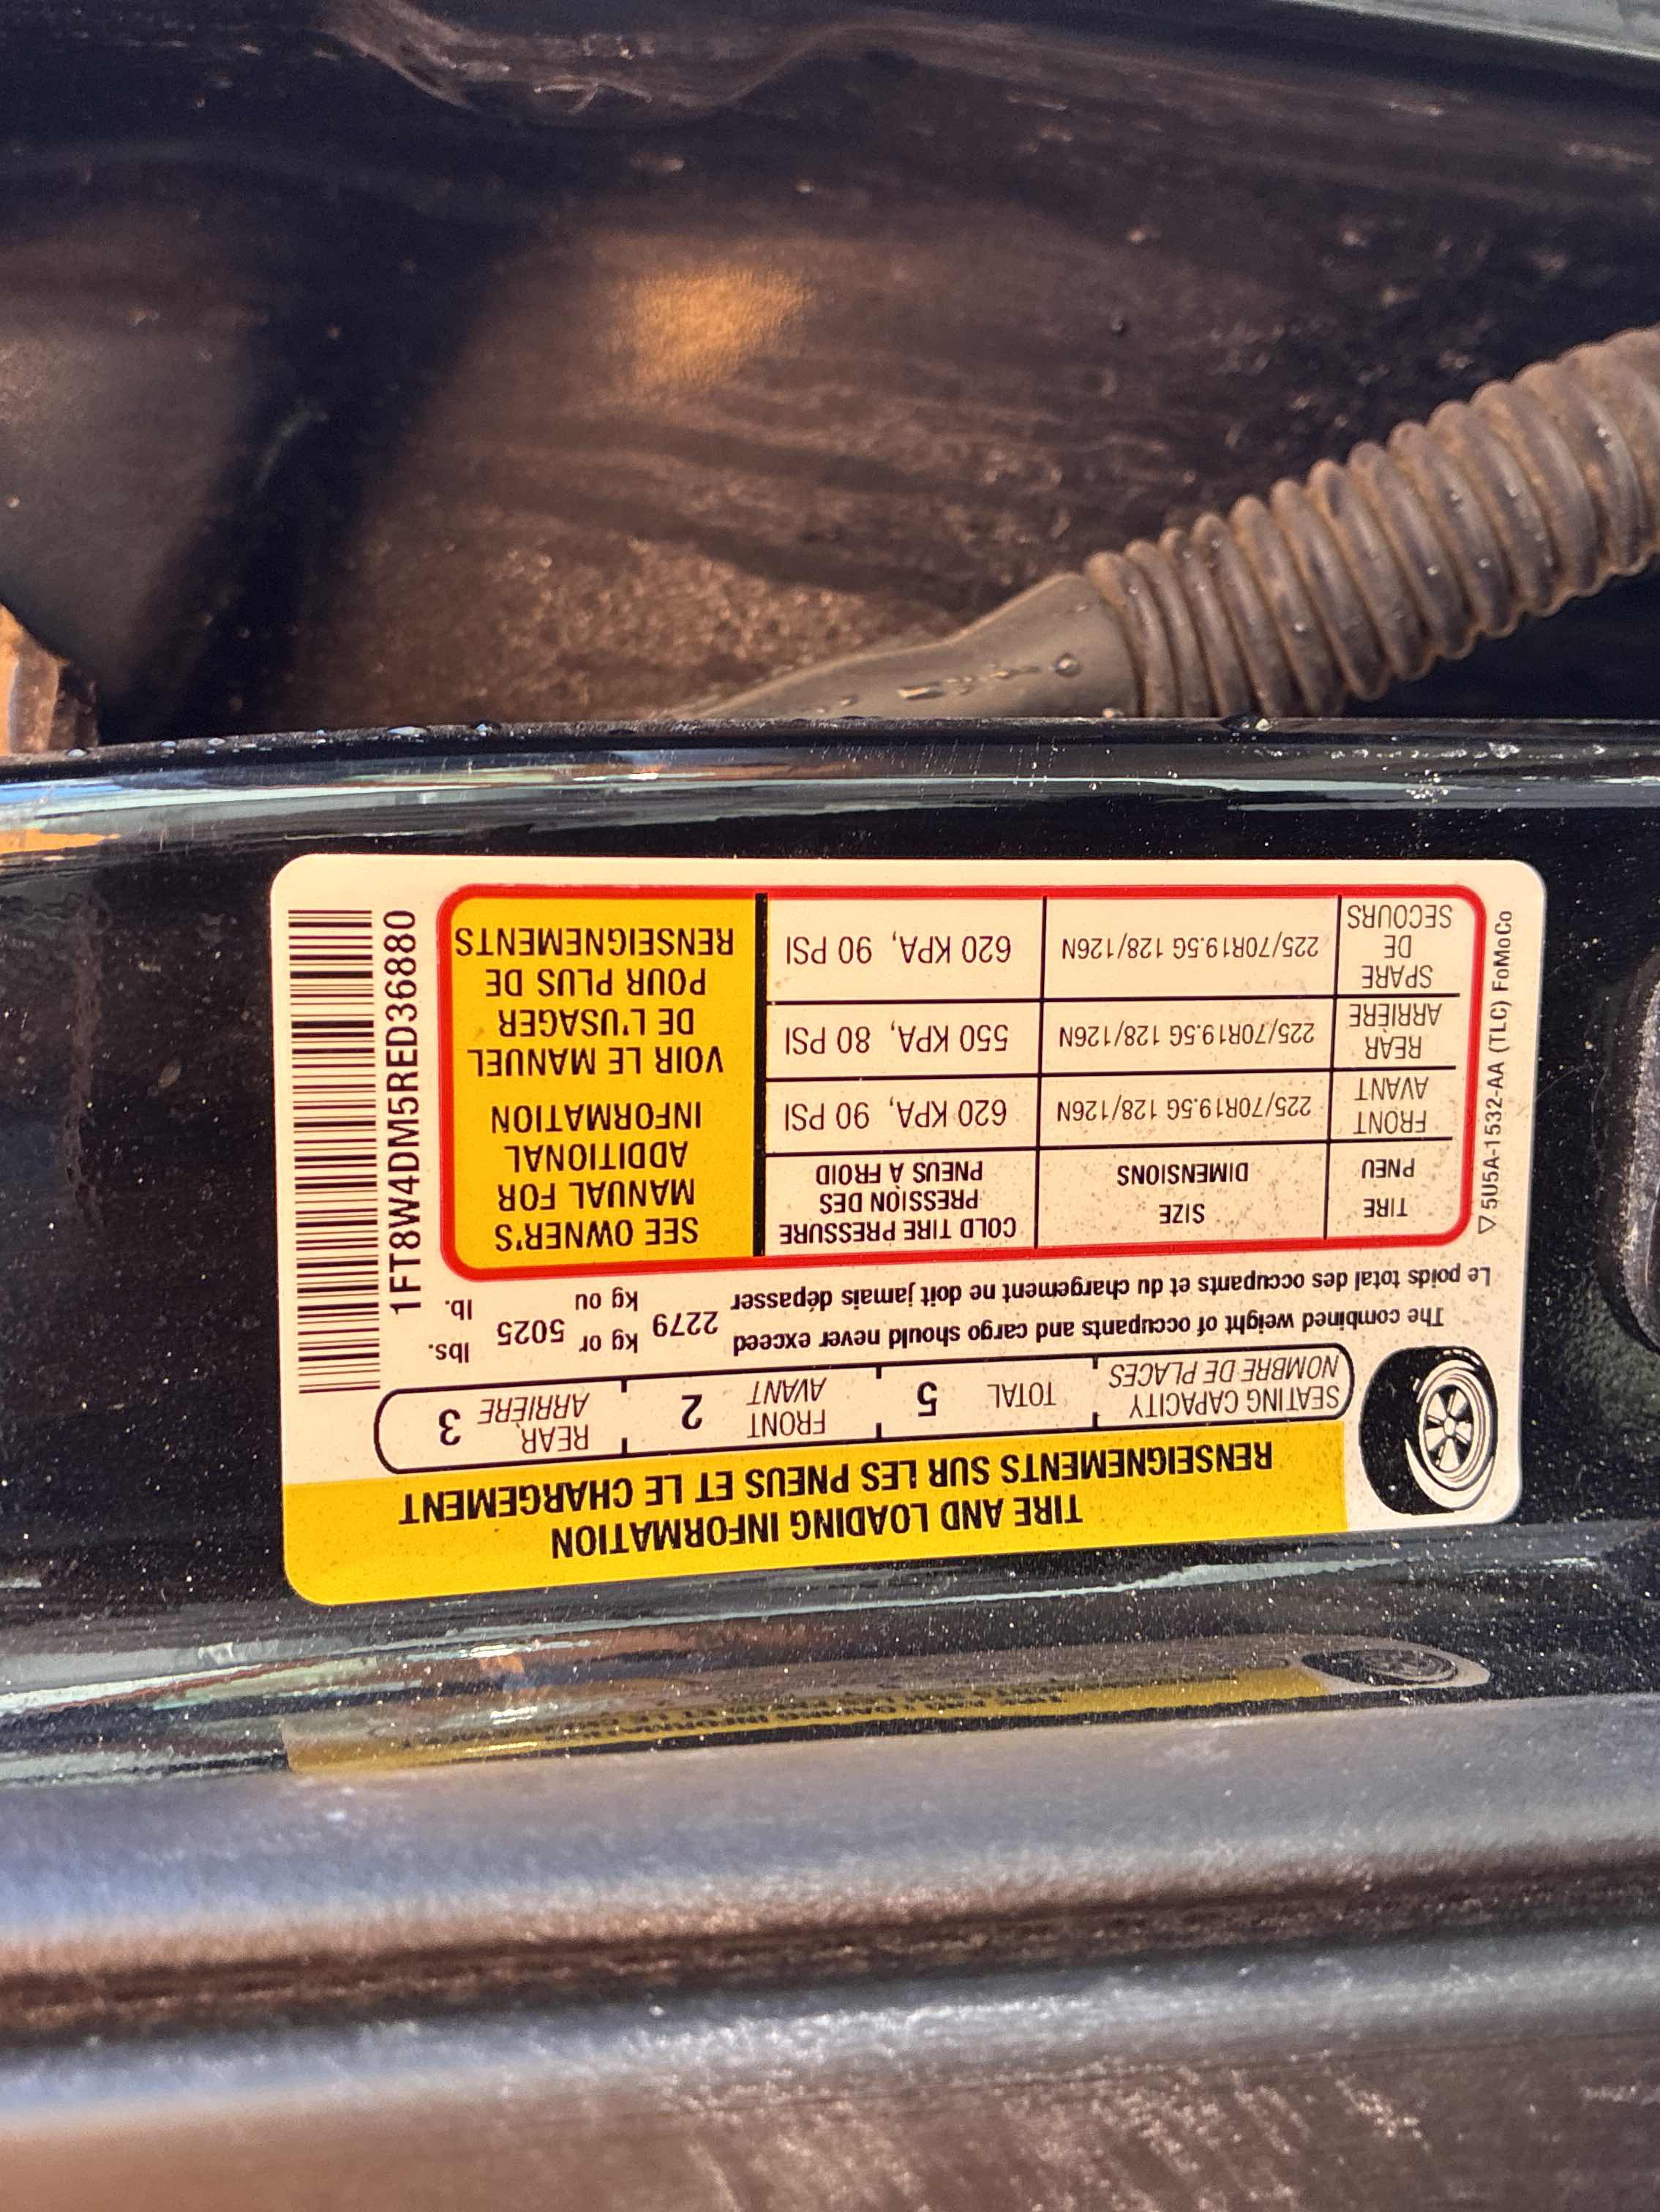 TIRE AND LOADING INFORMATION
RENSEIGNEMENTS SUR LES PNEUS ET LE CHARGEMENT
SEATING CAPACITY
NOMBRE DE PLACES
TOTAL 5
FRONT
AVANT
2
REAR
ARRIÈRE
3
The combined weight of occupants and cargo should never exceed 2279 kg or 5025 lbs.
Le poids total des occupants et du chargement ne doit jamais dépasser kg ou lb.
TIRE
PNEU
SIZE
DIMENSIONS
COLD TIRE PRESSURE
PRESSION DES
PNEUS À FROID
FRONT
AVANT
225/70R19.5G 128/126N
620 KPA, 90 PSI
REAR
ARRIÈRE
225/70R19.5G 128/126N
550 KPA, 80 PSI
SPARE
DE
SECOURS
225/70R19.5G 128/126N
620 KPA, 90 PSI
SEE OWNER'S
MANUAL FOR
ADDITIONAL
INFORMATION
VOIR LE MANUEL
DE L'USAGER
POUR PLUS DE
RENSEIGNEMENTS
1FT8W4DM5RED36880
▽5U5A-1532-AA (TLC) FoMoCo